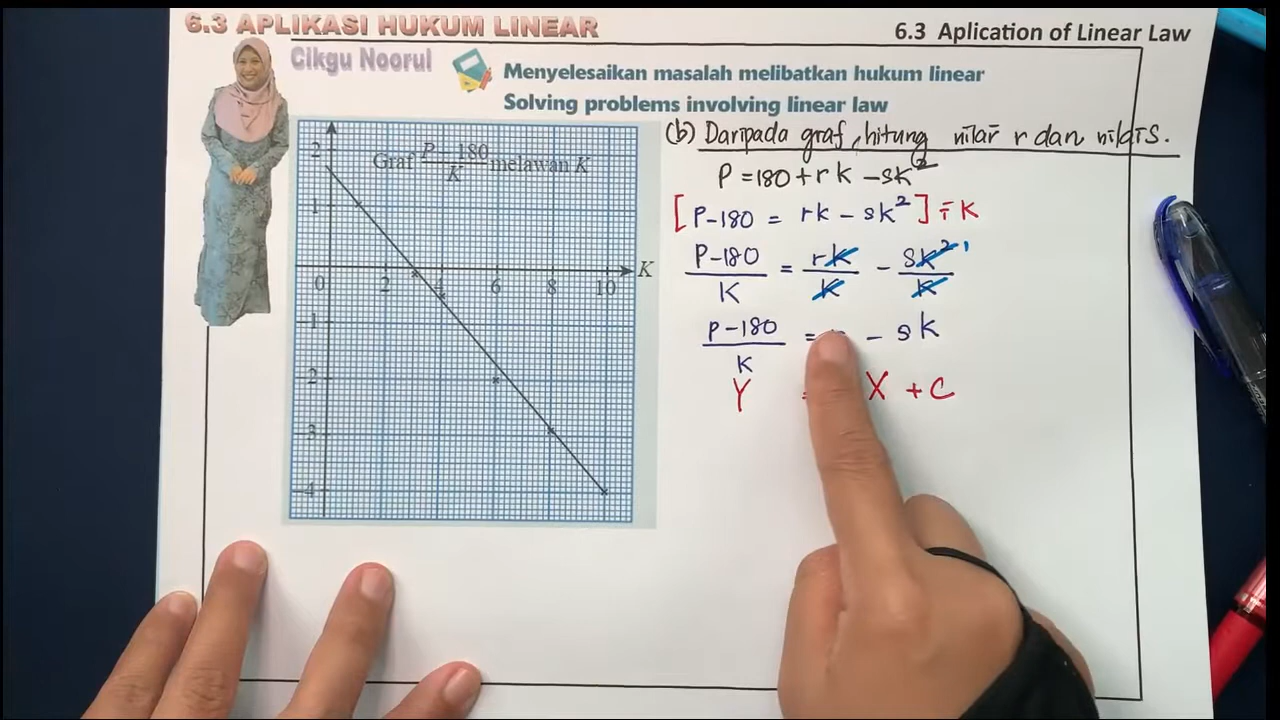 6.3 APLIKASI HUKUM LINEAR
6.3 Aplication of Linear Law
Cikgu Noorul
Menyelesaikan masalah melibatkan hukum linear
Solving problems involving linear law
(b) Daripada graf, hitung nilai r dan nilai s.
P = 180 + rK - sK²
[P-180 = rk - sk²] ÷ K
P-180 / K = rk / K - sk² / K
P-180 / K = - sk
Y = X + C
Graf P - 180 / K melawan K
2
1
0 2 4 6 8 10 K
-1
-2
-3
-4